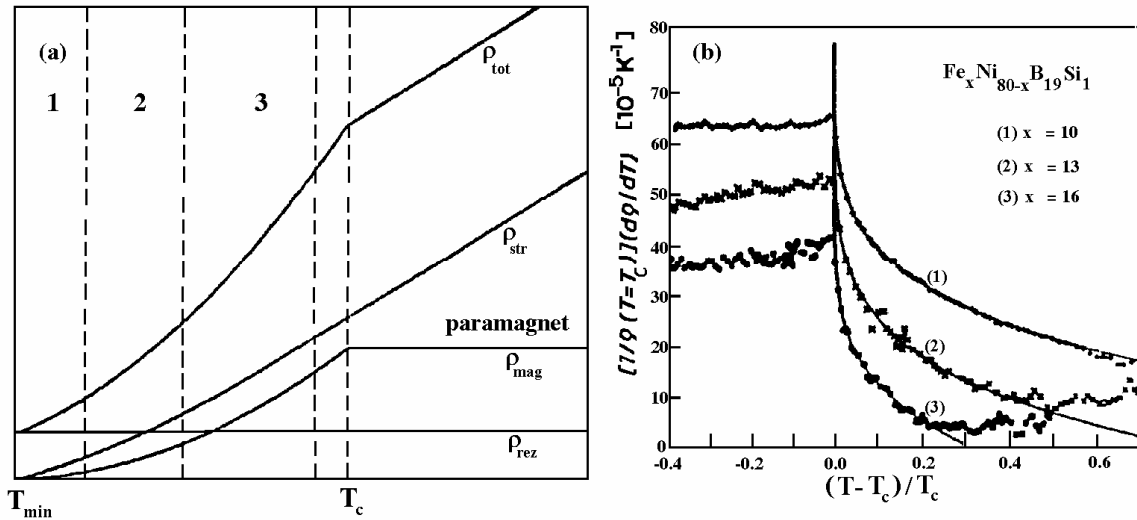 (a)
ρtot
1 2 3
ρstr
paramagnet
ρmag
ρrez
Tmin Tc
[1/ρ (T=Tc)](dρ/dT) [10⁻⁵K⁻¹]
80
70
60
50
40
30
20
10
0
(b)
FexNi80-xB19Si1
(1) x = 10
(2) x = 13
(3) x = 16
(1)
(2)
(3)
-0.4 -0.2 0.0 0.2 0.4 0.6
(T-Tc)/Tc